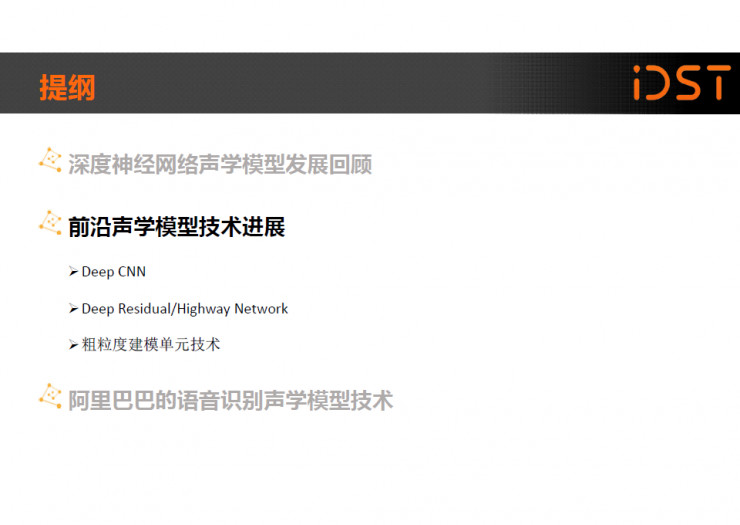 提纲
iDST
深度神经网络声学模型发展回顾
前沿声学模型技术进展
Deep CNN
Deep Residual/Highway Network
粗粒度建模单元技术
阿里巴巴的语音识别声学模型技术